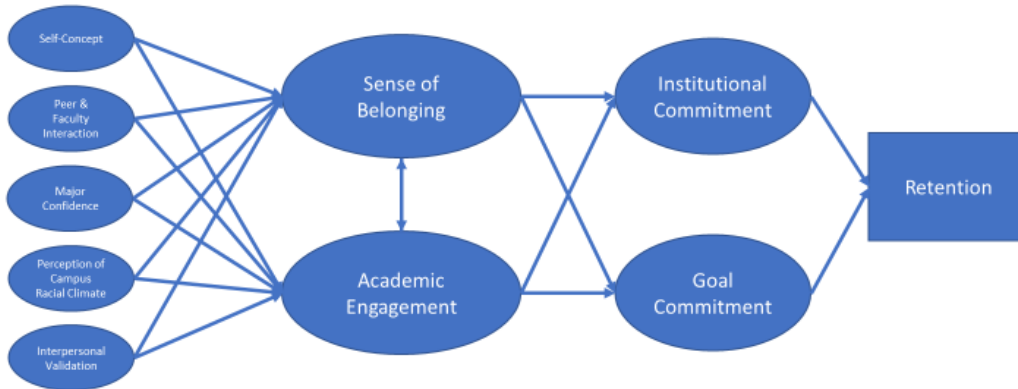 Self-Concept
Peer &
Faculty
Interaction
Major
Confidence
Perception of
Campus
Racial Climate
Interpersonal
Validation
Sense of
Belonging
Academic
Engagement
Institutional
Commitment
Goal
Commitment
Retention